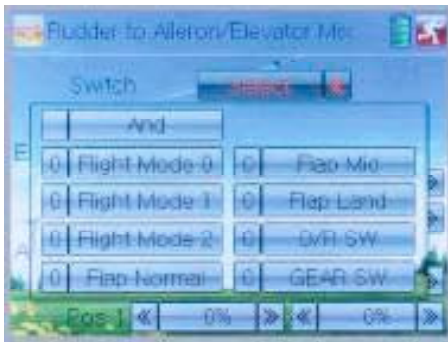 Rudder to Aileron/Elevator Mix
Switch select
And
0 Flight Mode 0 0 Flap Mid
0 Flight Mode 1 0 Flap Land
0 Flight Mode 2 0 D/R SW
0 Flap Normal 0 GEAR SW
Pos 1 0% 0%